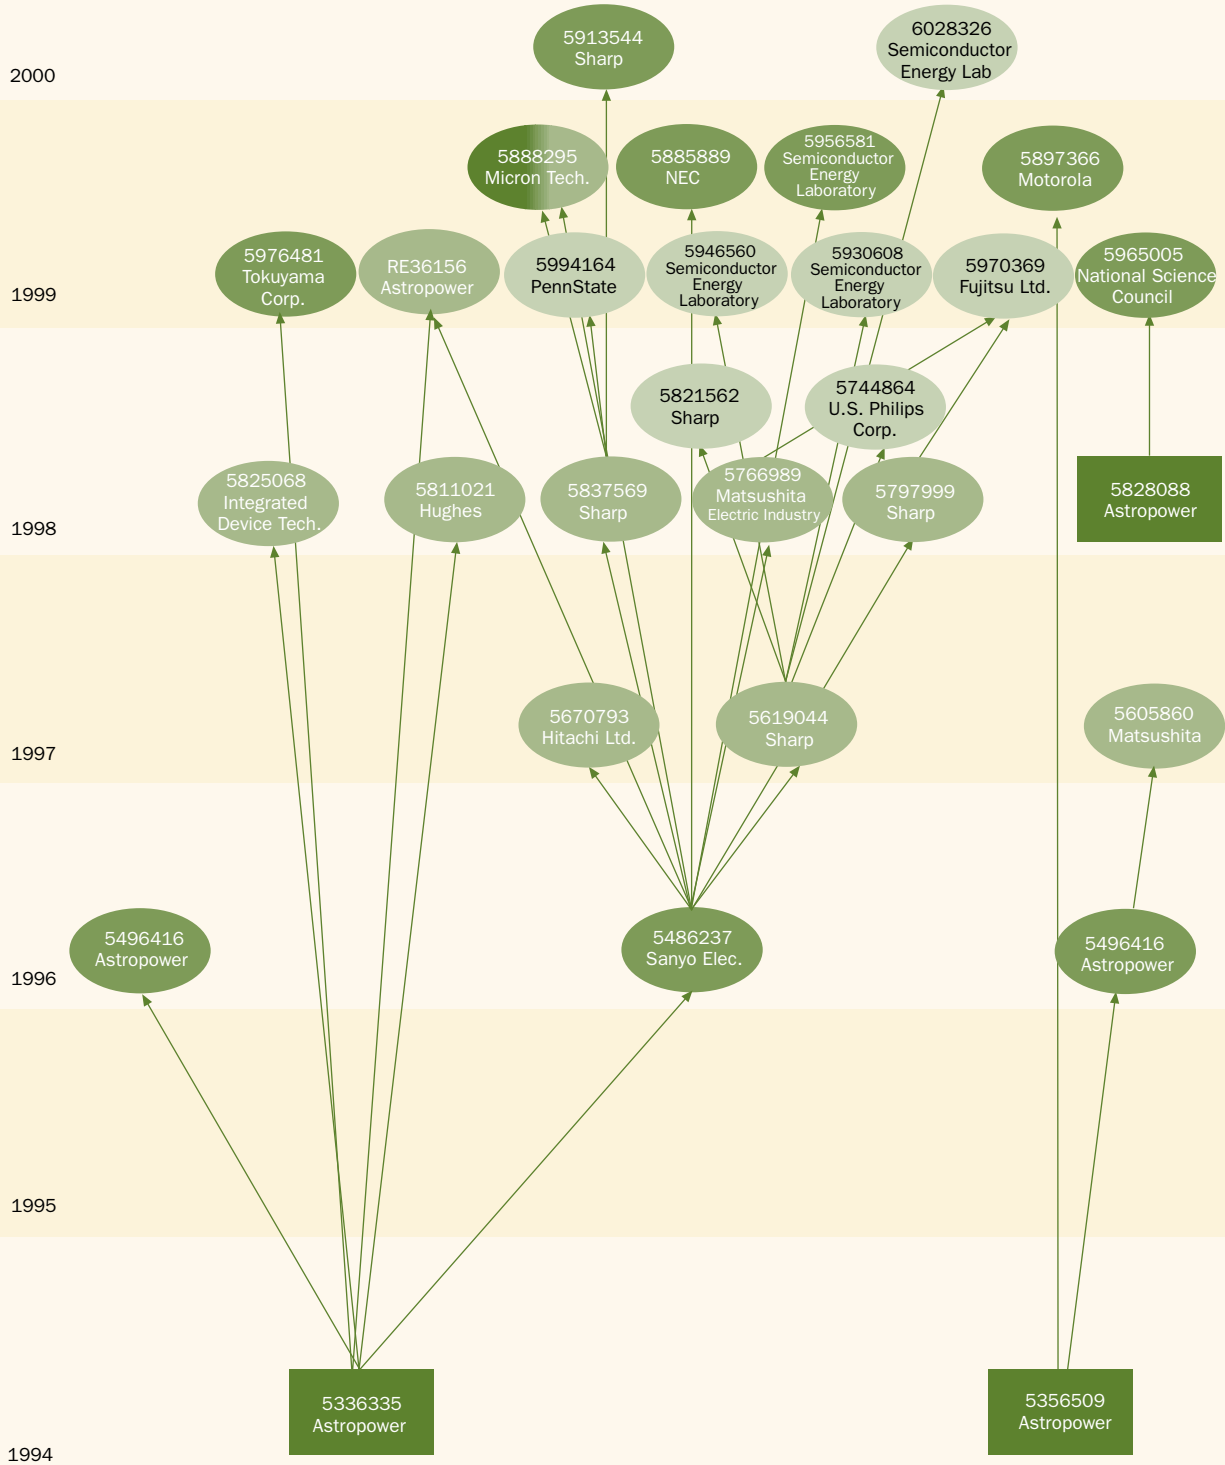 5913544
Sharp
6028326
Semiconductor
Energy Lab
2000
5888295
Micron Tech.
5885889
NEC
5956581
Semiconductor
Energy
Laboratory
5897366
Motorola
5976481
Tokuyama
Corp.
RE36156
Astropower
5994164
PennState
5946560
Semiconductor
Energy
Laboratory
5930608
Semiconductor
Energy
Laboratory
5970369
Fujitsu Ltd.
5965005
National Science
Council
1999
5821562
Sharp
5744864
U.S. Philips
Corp.
5825068
Integrated
Device Tech.
5811021
Hughes
5837569
Sharp
5766989
Matsushita
Electric Industry
5797999
Sharp
5828088
Astropower
1998
5670793
Hitachi Ltd.
5619044
Sharp
5605860
Matsushita
1997
5496416
Astropower
5486237
Sanyo Elec.
5496416
Astropower
1996
1995
5336335
Astropower
5356509
Astropower
1994